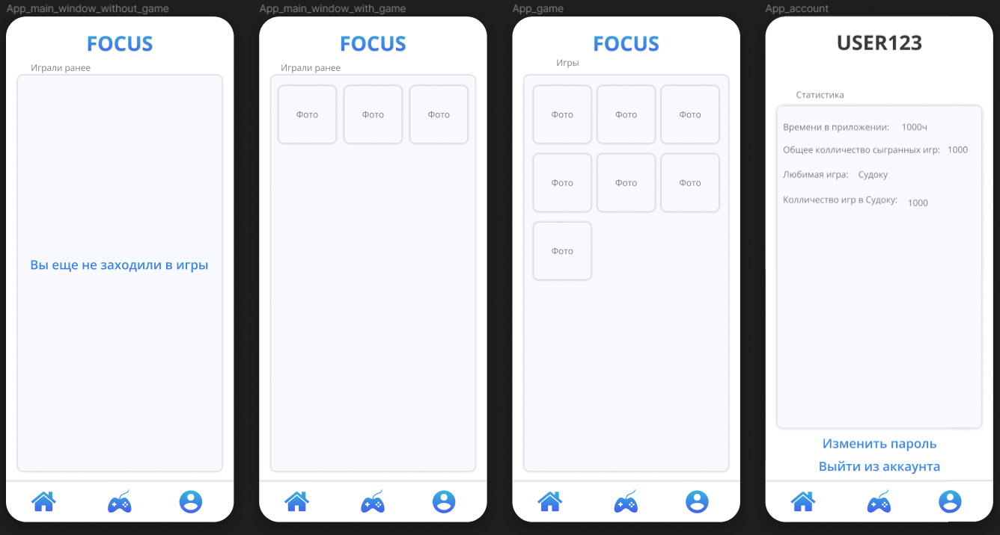 App_main_window_without_game
FOCUS
Играли ранее
Вы еще не заходили в игры
App_main_window_with_game
FOCUS
Играли ранее
Фото Фото Фото
App_game
FOCUS
Игры
Фото Фото Фото
Фото Фото Фото
Фото
App_account
USER123
Статистика
Времени в приложении: 1000ч
Общее колличество сыгранных игр: 1000
Любимая игра: Судоку
Колличество игр в Судоку: 1000
Изменить пароль
Выйти из аккаунта